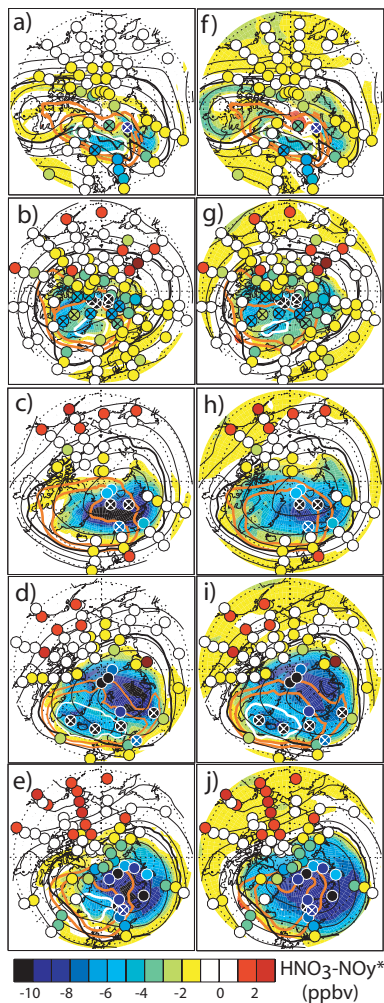 a) f)
b) g)
c) h)
d) i)
e) j)
HNO₃-NOy*
-10 -8 -6 -4 -2 0 2 (ppbv)